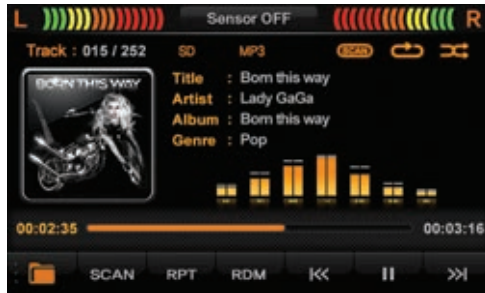 L Sensor OFF R
Track : 015 / 252 SD MP3 SCAN
BORN THIS WAY
Title : Born this way
Artist : Lady GaGa
Album : Born this way
Genre : Pop
00:02:35 00:03:16
SCAN RPT RDM